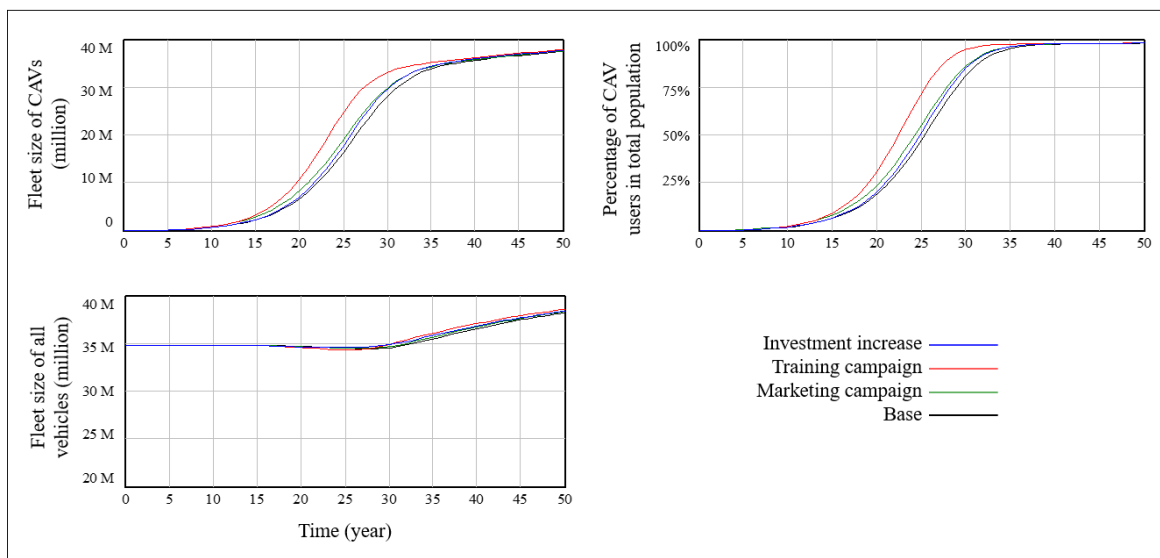 Fleet size of CAVs
(million)
40 M
30 M
20 M
10 M
0
0 5 10 15 20 25 30 35 40 45 50
Percentage of CAV
users in total population
100%
75%
50%
25%
0 5 10 15 20 25 30 35 40 45 50
Fleet size of all
vehicles (million)
40 M
35 M
30 M
25 M
20 M
0 5 10 15 20 25 30 35 40 45 50
Time (year)
Investment increase
Training campaign
Marketing campaign
Base